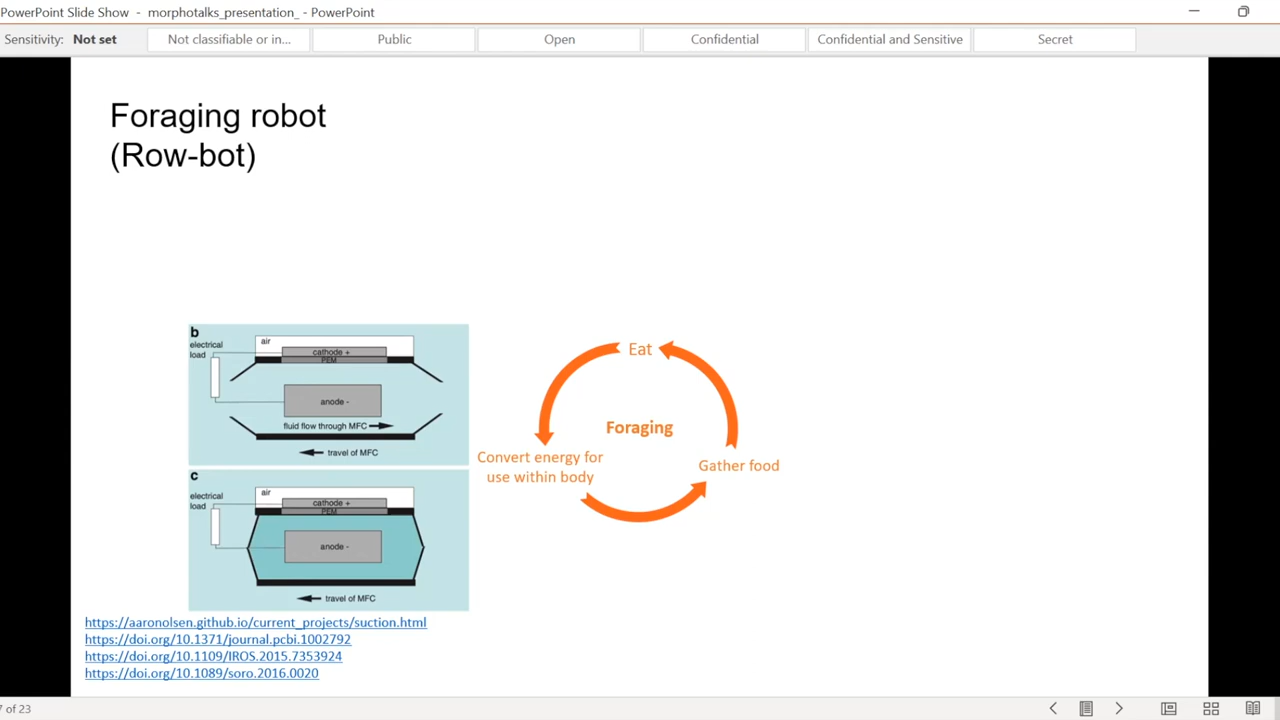 PowerPoint Slide Show - morphotalks_presentation_ - PowerPoint
Sensitivity: Not set
Not classifiable or in...
Public
Open
Confidential
Confidential and Sensitive
Secret
Foraging robot
(Row-bot)
b
electrical
load
air
cathode +
PEM
anode -
fluid flow through MFC
travel of MFC
c
electrical
load
air
cathode +
PEM
anode -
travel of MFC
Eat
Foraging
Convert energy for
use within body
Gather food
https://aaronolsen.github.io/current_projects/suction.html
https://doi.org/10.1371/journal.pcbi.1002792
https://doi.org/10.1109/IROS.2015.7353924
https://doi.org/10.1089/soro.2016.0020
of 23